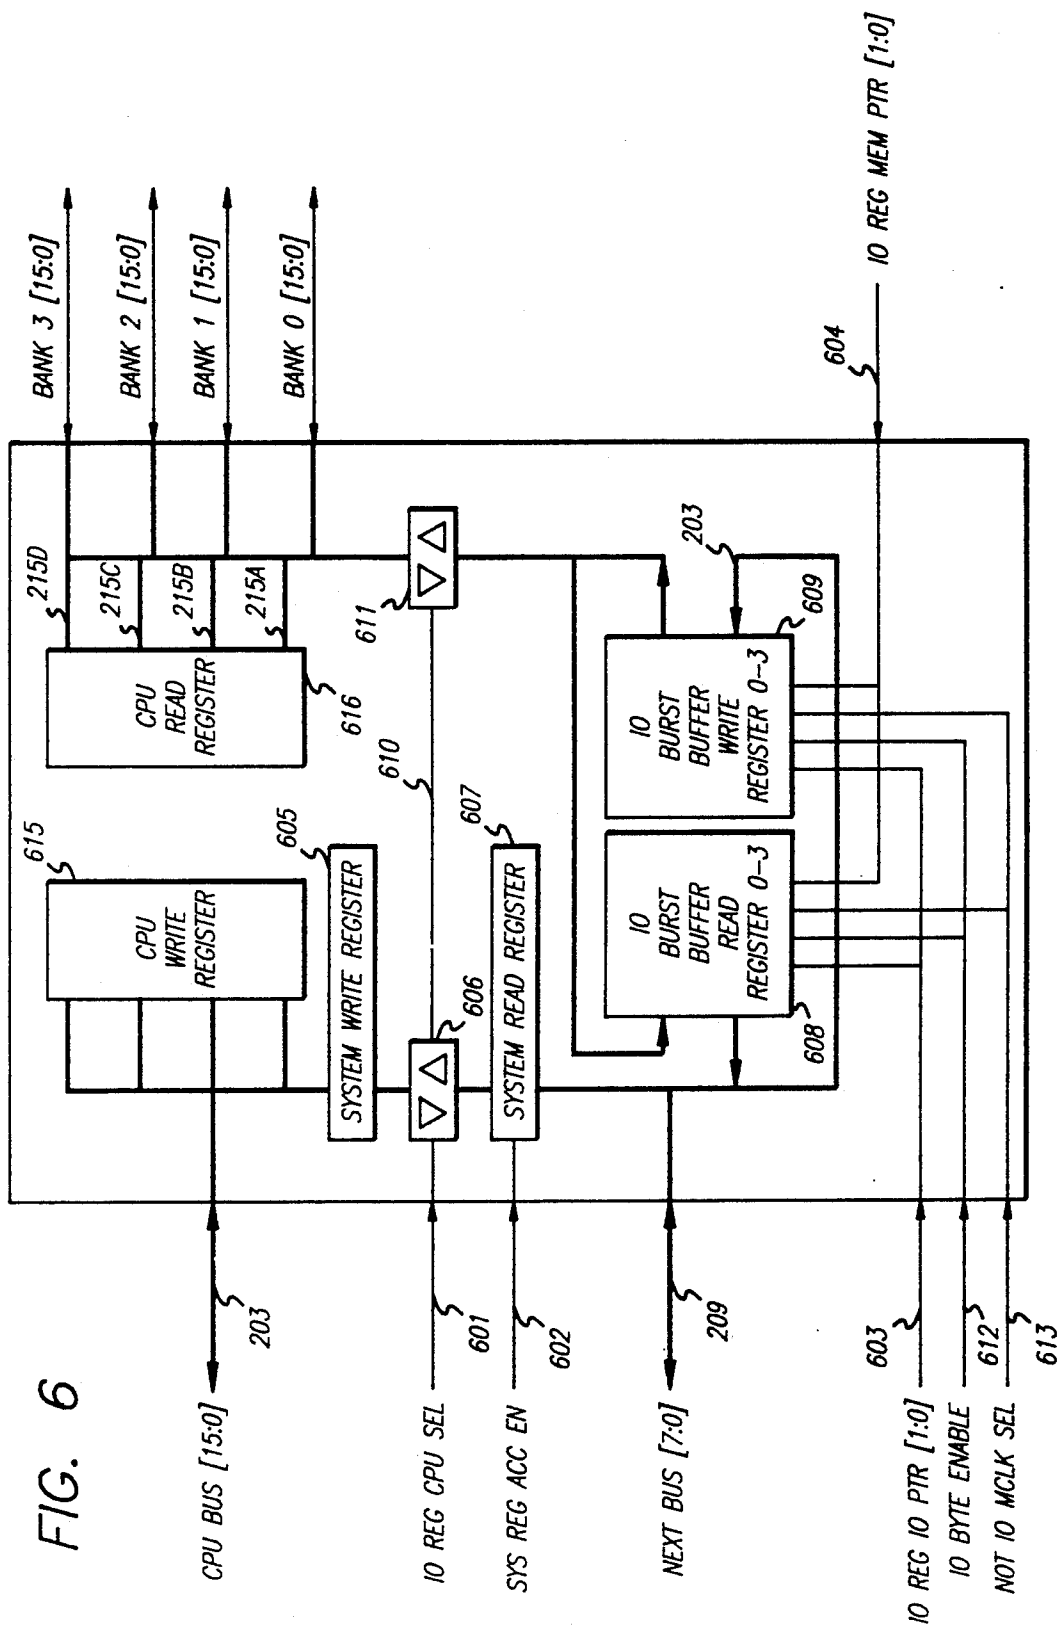 FIG. 6
CPU BUS [15:0]
203
IO REG CPU SEL
601
SYS REG ACC EN
602
NEXT BUS [7:0]
209
IO REG IO PTR [1:0]
603
IO BYTE ENABLE
612
NOT IO MCLK SEL
613
615
CPU
WRITE
REGISTER
605
SYSTEM WRITE REGISTER
606
610
607
SYSTEM READ REGISTER
CPU
READ
REGISTER
616
215D
215C
215B
215A
611
BANK 3 [15:0]
BANK 2 [15:0]
BANK 1 [15:0]
BANK 0 [15:0]
IO
BURST
BUFFER
READ
REGISTER 0-3
608
IO
BURST
BUFFER
WRITE
REGISTER 0-3
609
203
604
IO REG MEM PTR [1:0]